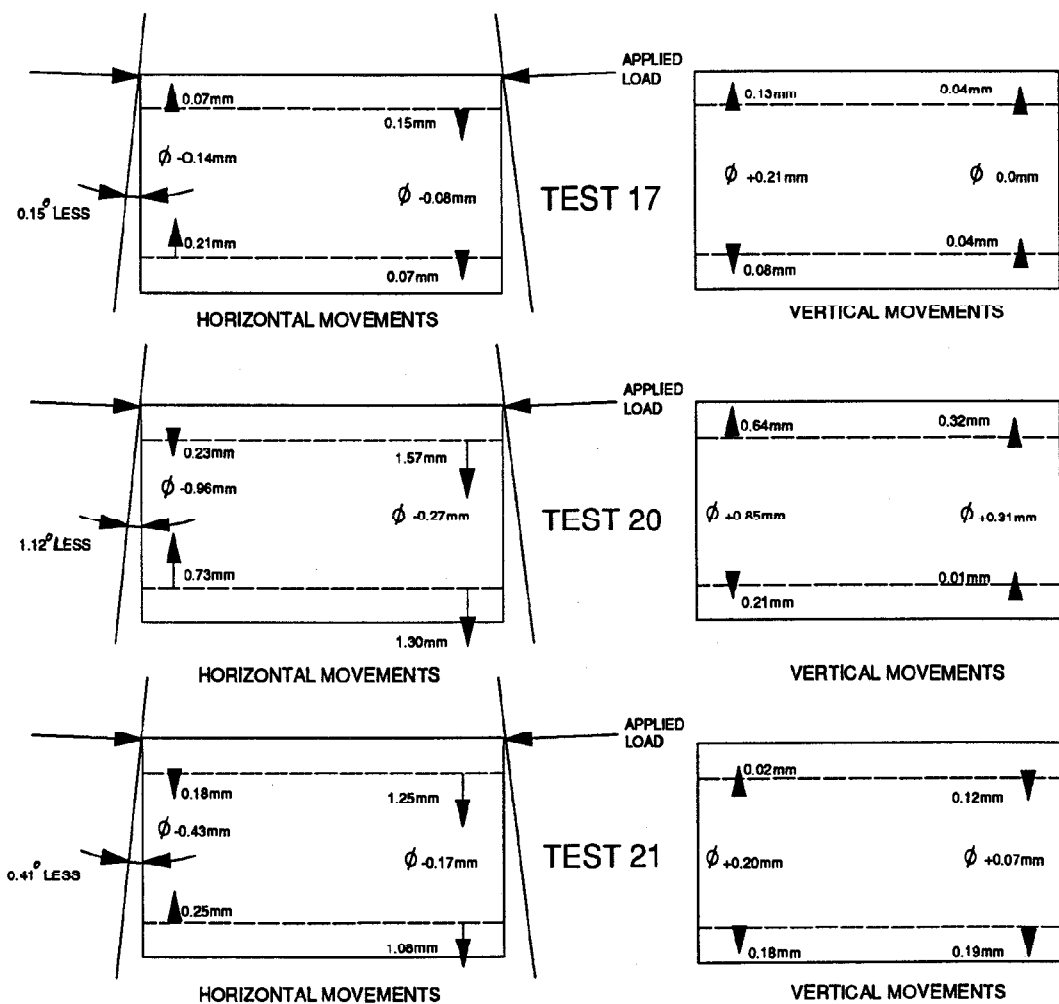 APPLIED
LOAD
0.07mm
0.15mm
ϕ -0.14mm
ϕ -0.08mm
0.15° LESS
0.21mm
0.07mm
HORIZONTAL MOVEMENTS
TEST 17
0.13mm
0.04mm
ϕ +0.21mm
ϕ 0.0mm
0.04mm
0.08mm
VERTICAL MOVEMENTS
APPLIED
LOAD
0.23mm
1.57mm
ϕ -0.96mm
ϕ -0.27mm
1.12° LESS
0.73mm
1.30mm
HORIZONTAL MOVEMENTS
TEST 20
0.64mm
0.32mm
ϕ +0.85mm
ϕ +0.31mm
0.01mm
0.21mm
VERTICAL MOVEMENTS
APPLIED
LOAD
0.18mm
1.25mm
ϕ -0.43mm
ϕ -0.17mm
0.41° LESS
0.25mm
1.08mm
HORIZONTAL MOVEMENTS
TEST 21
0.02mm
0.12mm
ϕ +0.20mm
ϕ +0.07mm
0.18mm
0.19mm
VERTICAL MOVEMENTS